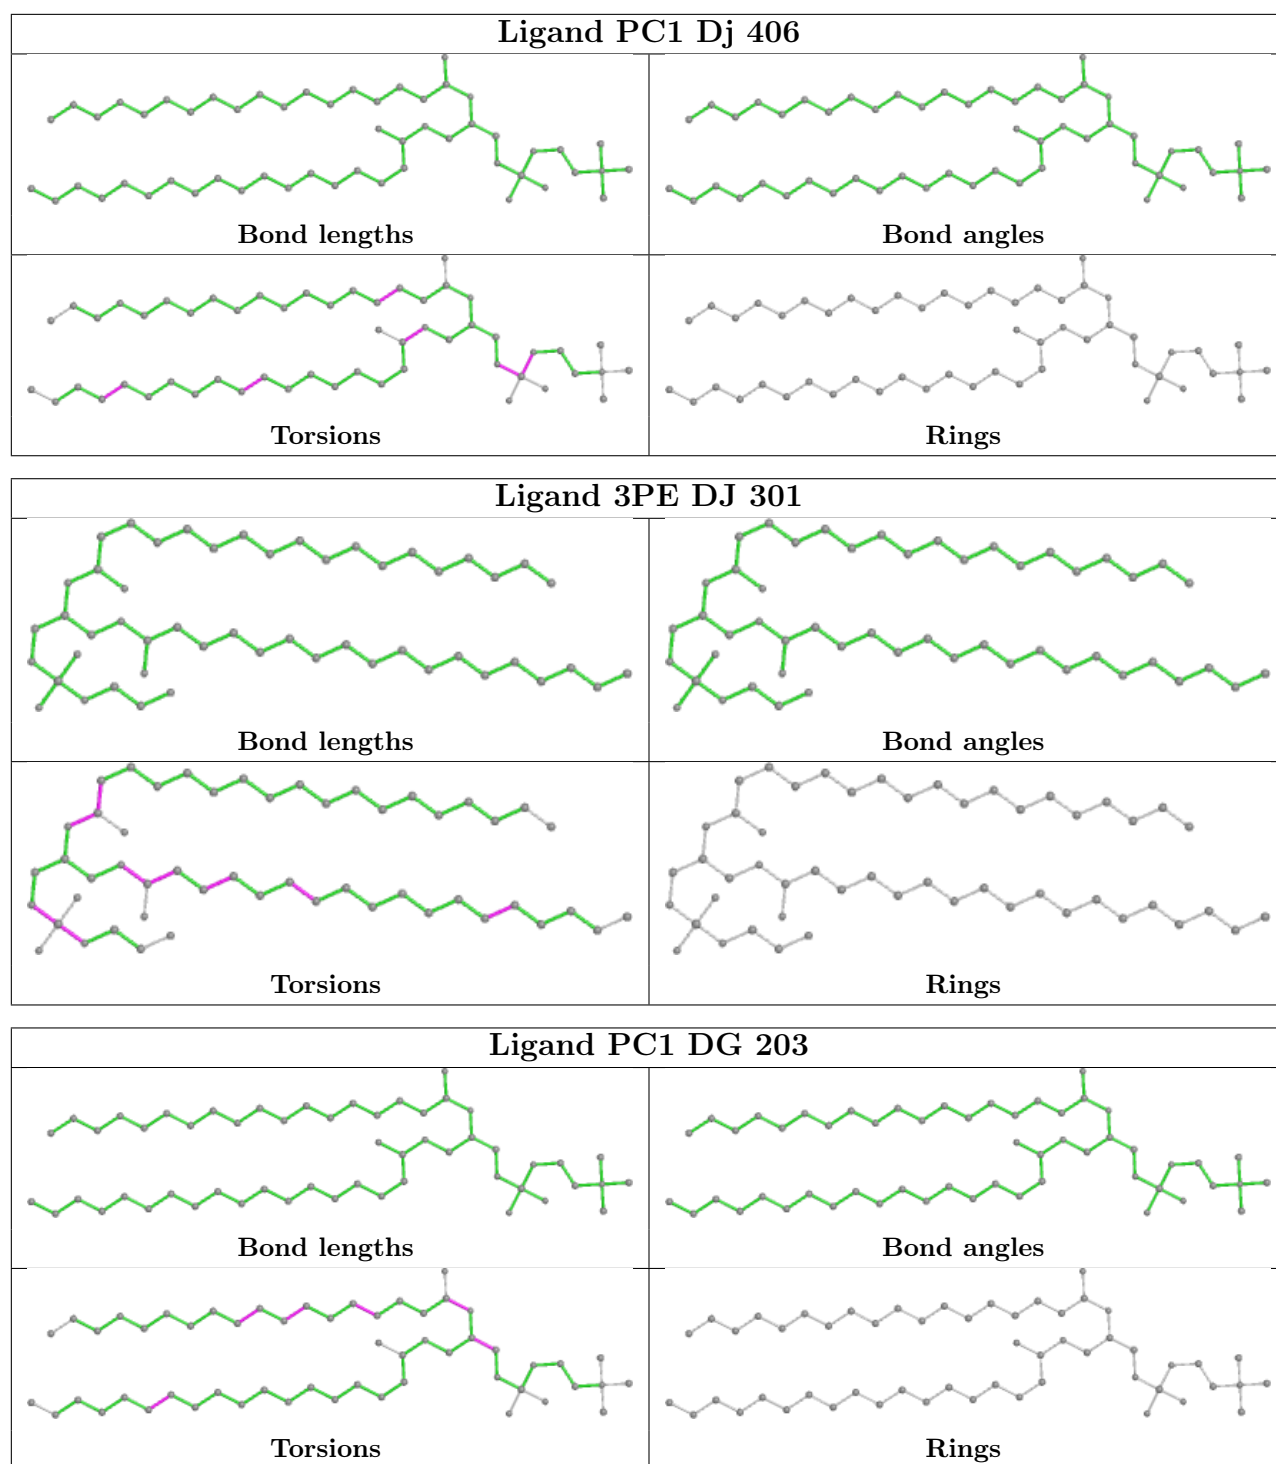 Ligand PC1 Dj 406
Bond lengths
Bond angles
Torsions
Rings
Ligand 3PE DJ 301
Bond lengths
Bond angles
Torsions
Rings
Ligand PC1 DG 203
Bond lengths
Bond angles
Torsions
Rings